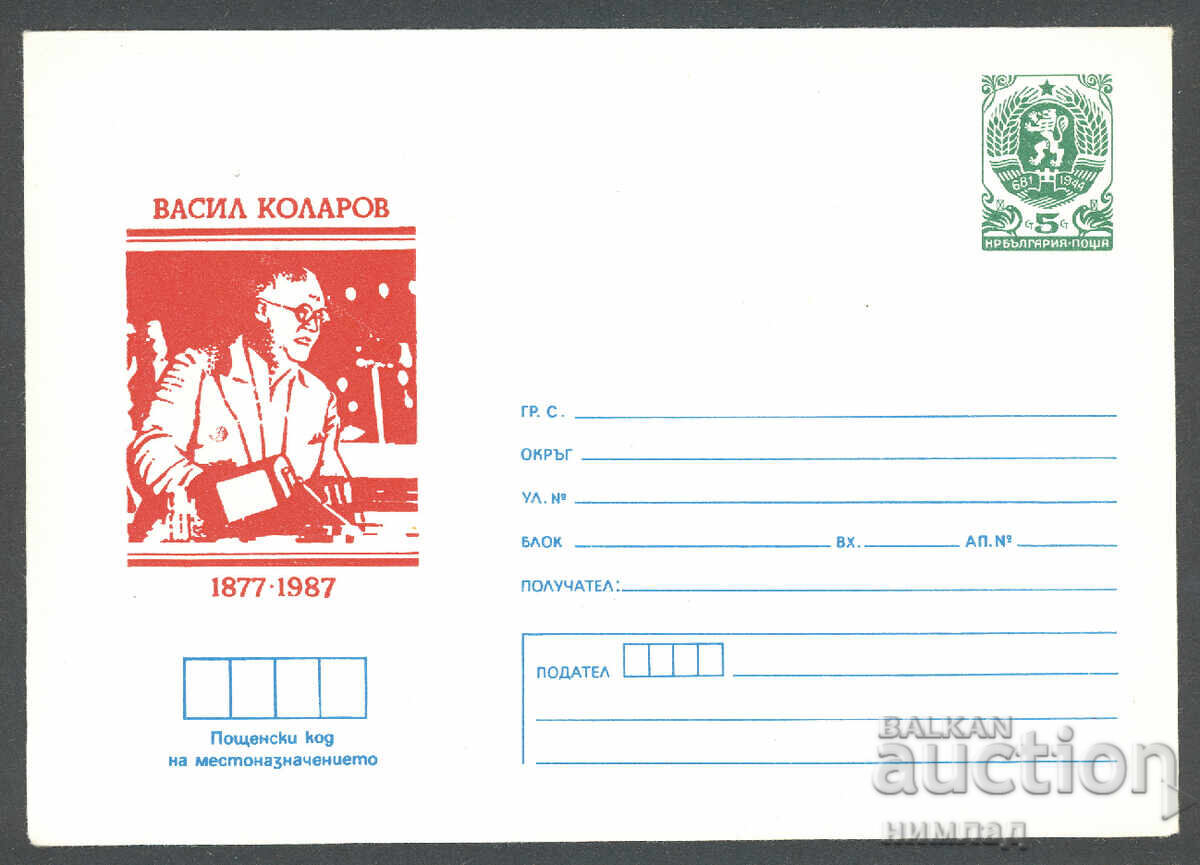 681 1944
СТ 5 СТ
НРБЪЛГАРИЯ·ПОЩА
ВАСИЛ КОЛАРОВ
1877·1987
ГР. С.
ОКРЪГ
УЛ. №
БЛОК ВХ. АП. №
ПОЛУЧАТЕЛ:
ПОДАТЕЛ
Пощенски код
на местоназначението
BALKAN
auction
нимпад